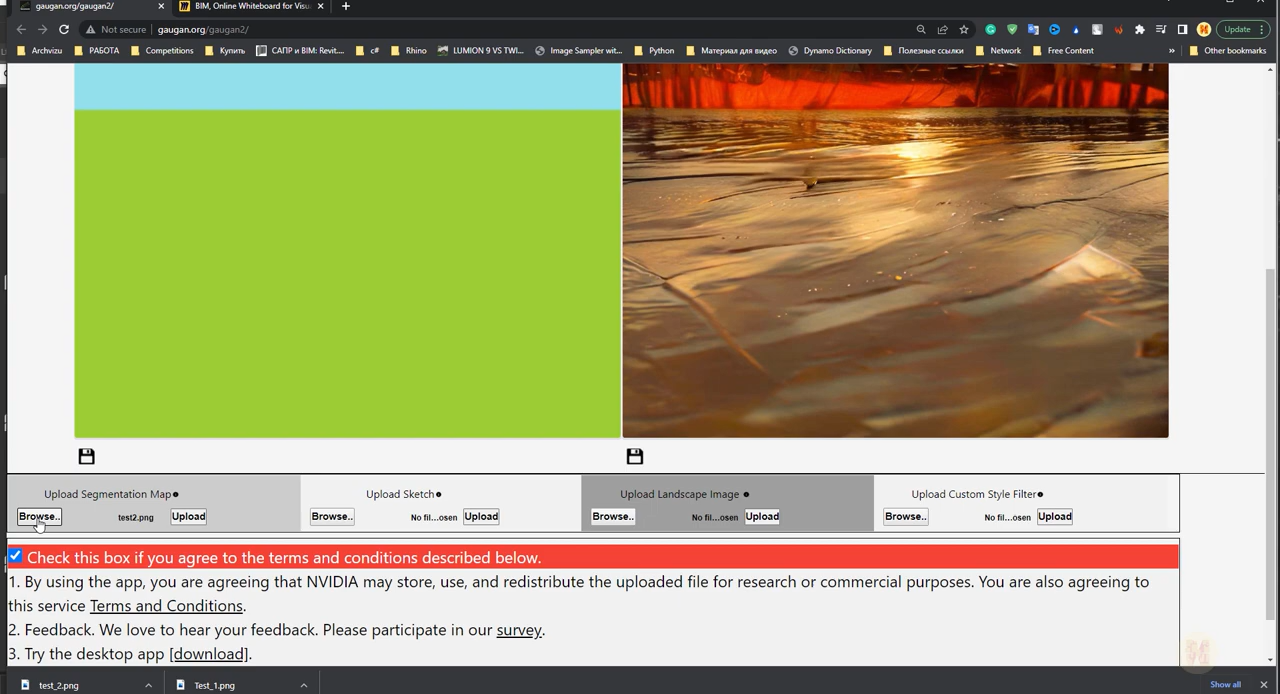 gaugan.org/gaugan2/
BIM, Online Whiteboard for Visu
Not secure
gaugan.org/gaugan2/
Update
Archivizu
РАБОТА
Competitions
Купить
САПР и BIM: Revit....
c#
Rhino
LUMION 9 VS TWI...
Image Sampler wit...
Python
Материал для видео
Dynamo Dictionary
Полезные ссылки
Network
Free Content
»
Other bookmarks
Upload Segmentation Map
Upload Sketch
Upload Landscape Image
Upload Custom Style Filter
Browse..
test2.png
Upload
Browse..
No fil...osen
Upload
Browse..
No fil...osen
Upload
Browse..
No fil...osen
Upload
Check this box if you agree to the terms and conditions described below.
1. By using the app, you are agreeing that NVIDIA may store, use, and redistribute the uploaded file for research or commercial purposes. You are also agreeing to
this service Terms and Conditions.
2. Feedback. We love to hear your feedback. Please participate in our survey.
3. Try the desktop app [download].
test_2.png
Test_1.png
Show all